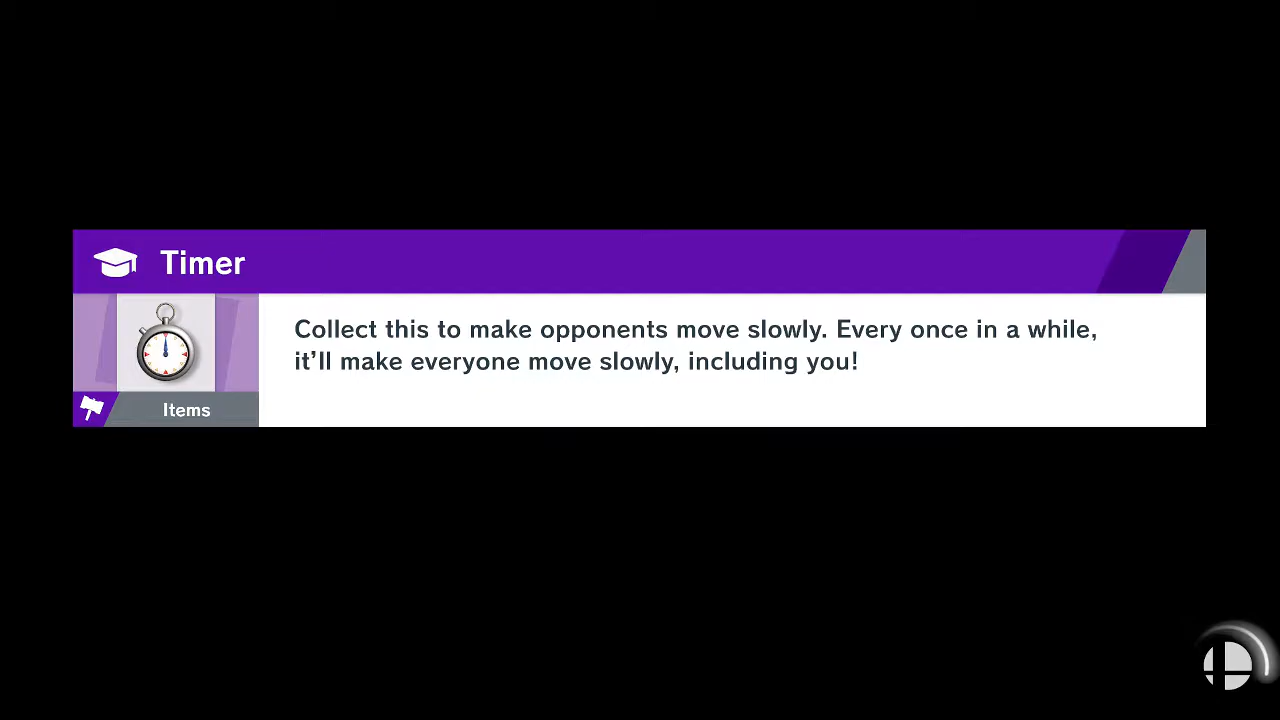 Timer
Collect this to make opponents move slowly. Every once in a while,
it’ll make everyone move slowly, including you!
Items